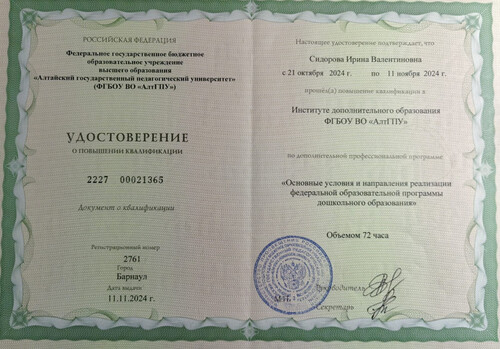 РОССИЙСКАЯ ФЕДЕРАЦИЯ
Федеральное государственное бюджетное
образовательное учреждение
высшего образования
«Алтайский государственный педагогический университет»
(ФГБОУ ВО «АлтГПУ»)
УДОСТОВЕРЕНИЕ
О ПОВЫШЕНИИ КВАЛИФИКАЦИИ
2227 00021365
Документ о квалификации
Регистрационный номер
2761
Город
Барнаул
Дата выдачи
11.11.2024 г.
Настоящее удостоверение подтверждает, что
Сидорова Ирина Валентиновна
с 21 октября 2024 г. по 11 ноября 2024 г.
прошёл(а) повышение квалификации в
Институте дополнительного образования
ФГБОУ ВО «АлтГПУ»
по дополнительной профессиональной программе
«Основные условия и направления реализации
федеральной образовательной программы
дошкольного образования»
Объемом 72 часа
Руководитель
М.П.
Секретарь